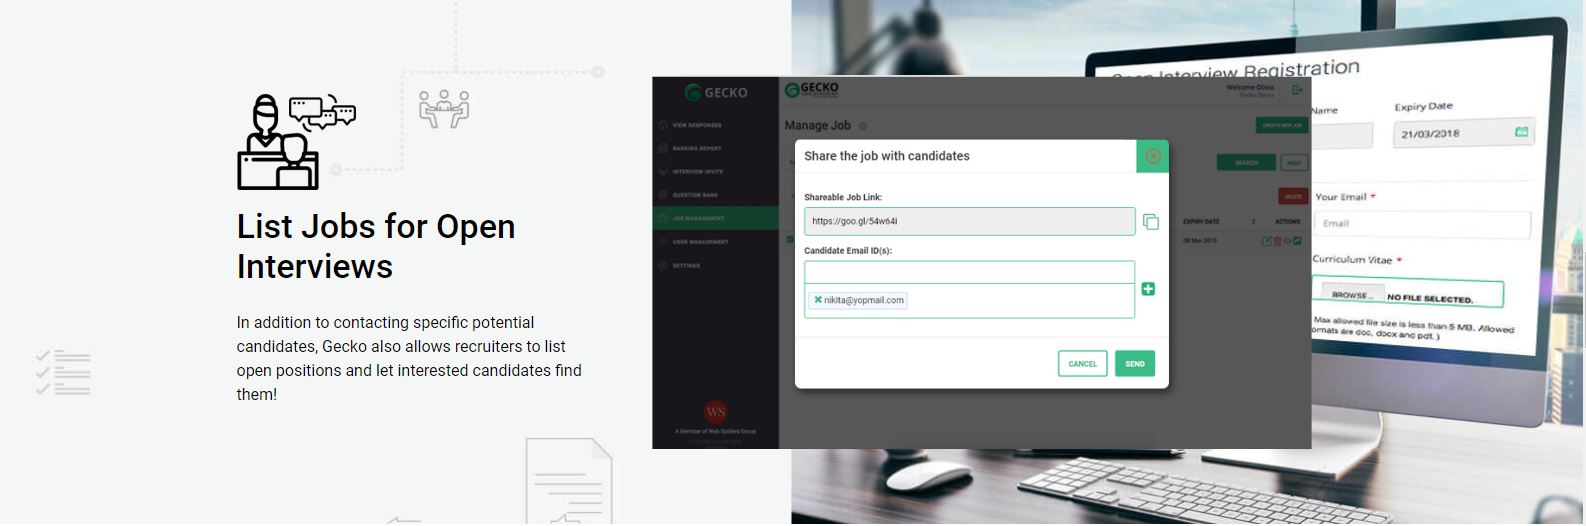 List Jobs for Open
Interviews
In addition to contacting specific potential
candidates, Gecko also allows recruiters to list
open positions and let interested candidates find
them!
GECKO
VIEW RESPONSES
RANKING REPORT
INTERVIEW INVITE
QUESTION BANK
JOB MANAGEMENT
USER MANAGEMENT
SETTINGS
WS
A Member of Web Spiders Group
GECKO
Welcome Olivia
Gecko Demo
Manage Job
CREATE NEW JOB
SEARCH
RESET
DELETE
EXPIRY DATE
ACTIONS
08 Mar 2019
Share the job with candidates
Shareable Job Link:
https://goo.gl/54w64i
Candidate Email ID(s):
nikita@yopmail.com
CANCEL
SEND
Open Interview Registration
Name
Expiry Date
21/03/2018
Your Email *
Email
Curriculum Vitae *
BROWSE... NO FILE SELECTED.
Max allowed file size is less than 5 MB. Allowed
formats are doc, docx and pdf. )